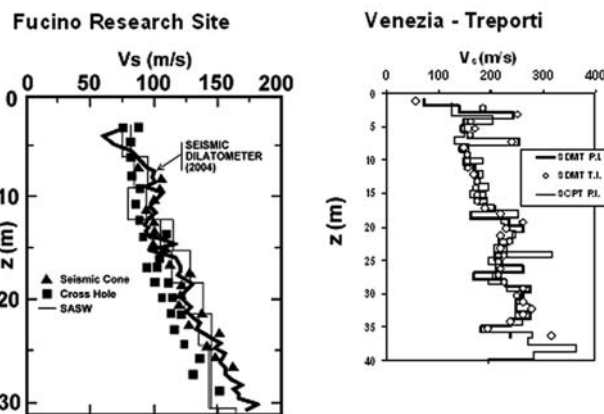 Fucino Research Site
Vs (m/s)
0 50 100 150 200
0
10
20
30
z (m)
SEISMIC
DILATOMETER
(2004)
Seismic Cone
Cross Hole
SASW
Venezia - Treporti
Vs (m/s)
0 100 200 300 400
0
5
10
15
20
25
30
35
40
z (m)
SDMT P.I.
SDMT T.I.
SCPT P.I.